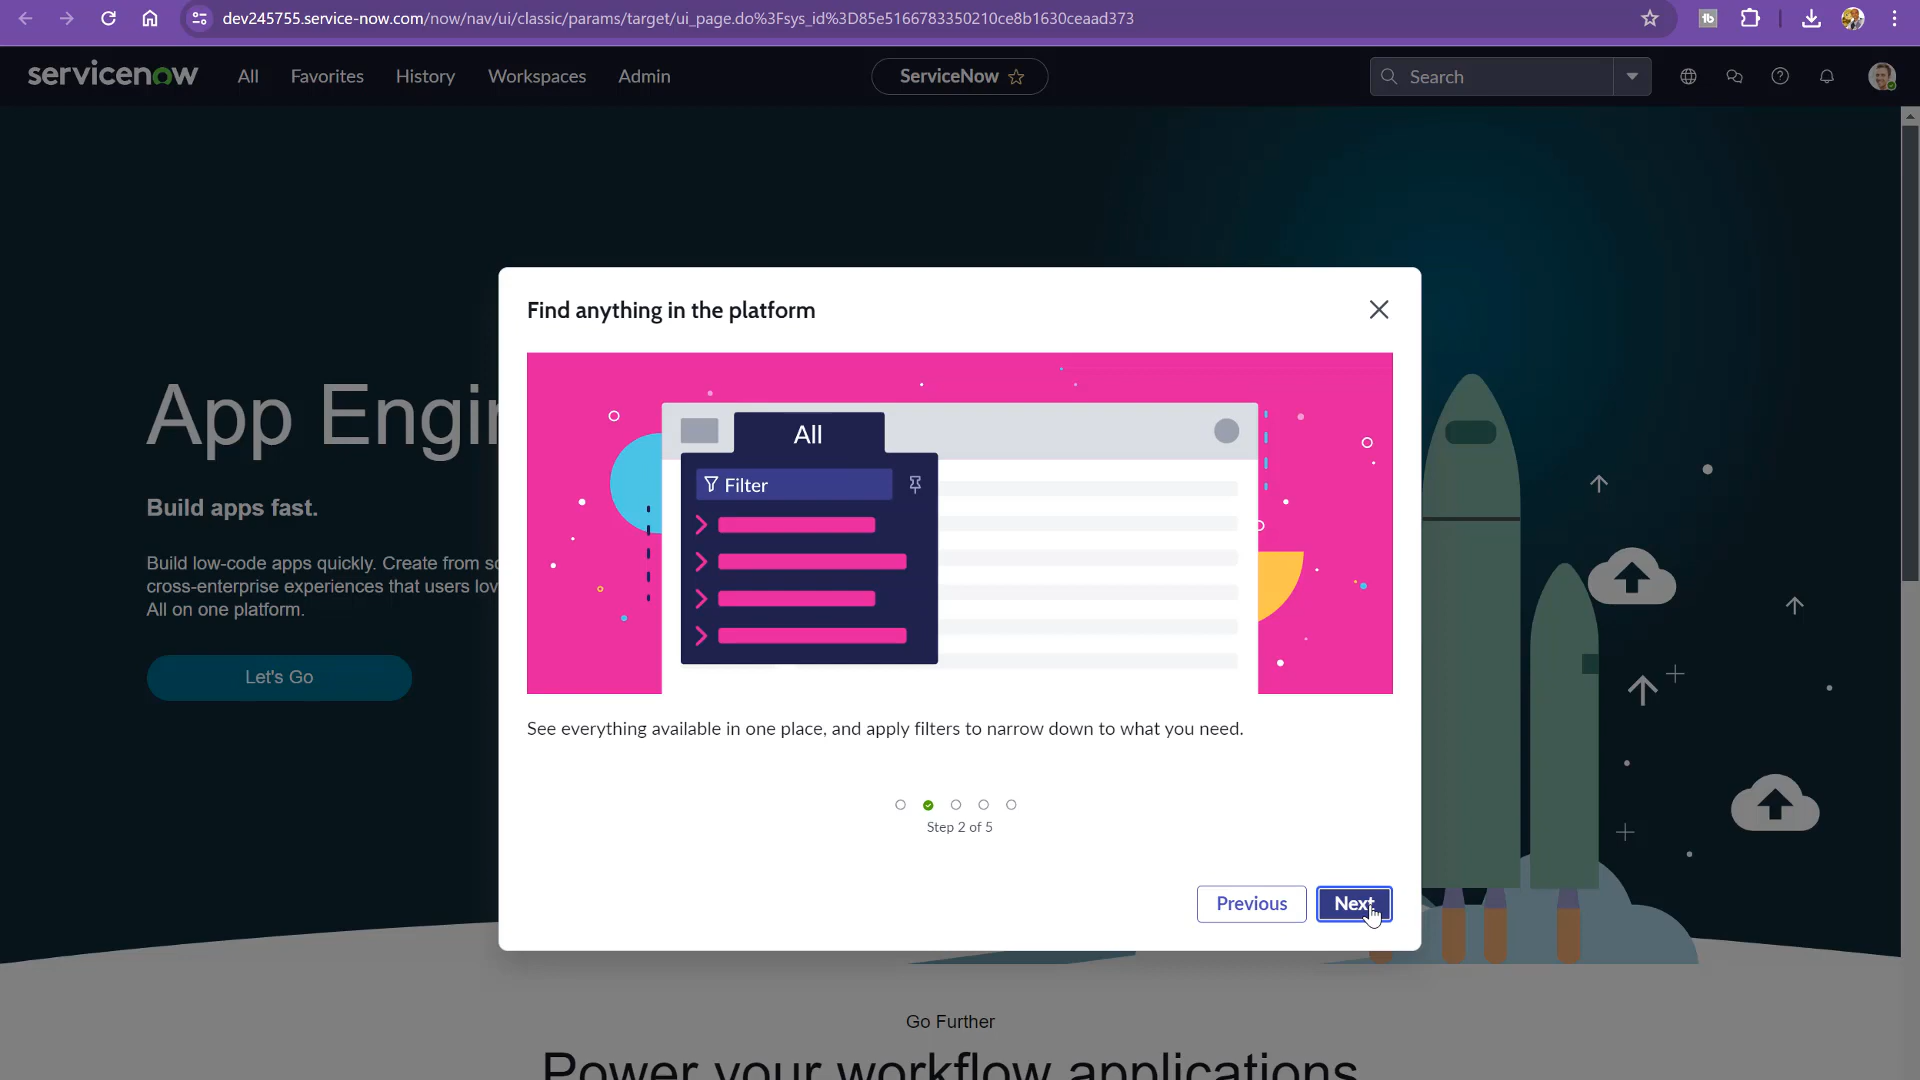 dev245755.service-now.com/now/nav/ui/classic/params/target/ui_page.do%3Fsys_id%3D85e5166783350210ce8b1630ceaad373
servicenow All Favorites History Workspaces Admin ServiceNow Search
Find anything in the platform
All
Filter
App Engin
Build apps fast.
Build low-code apps quickly. Create from sc
cross-enterprise experiences that users lov
All on one platform.
Let's Go
See everything available in one place, and apply filters to narrow down to what you need.
Step 2 of 5
Previous Next
Go Further
Power your workflow applications